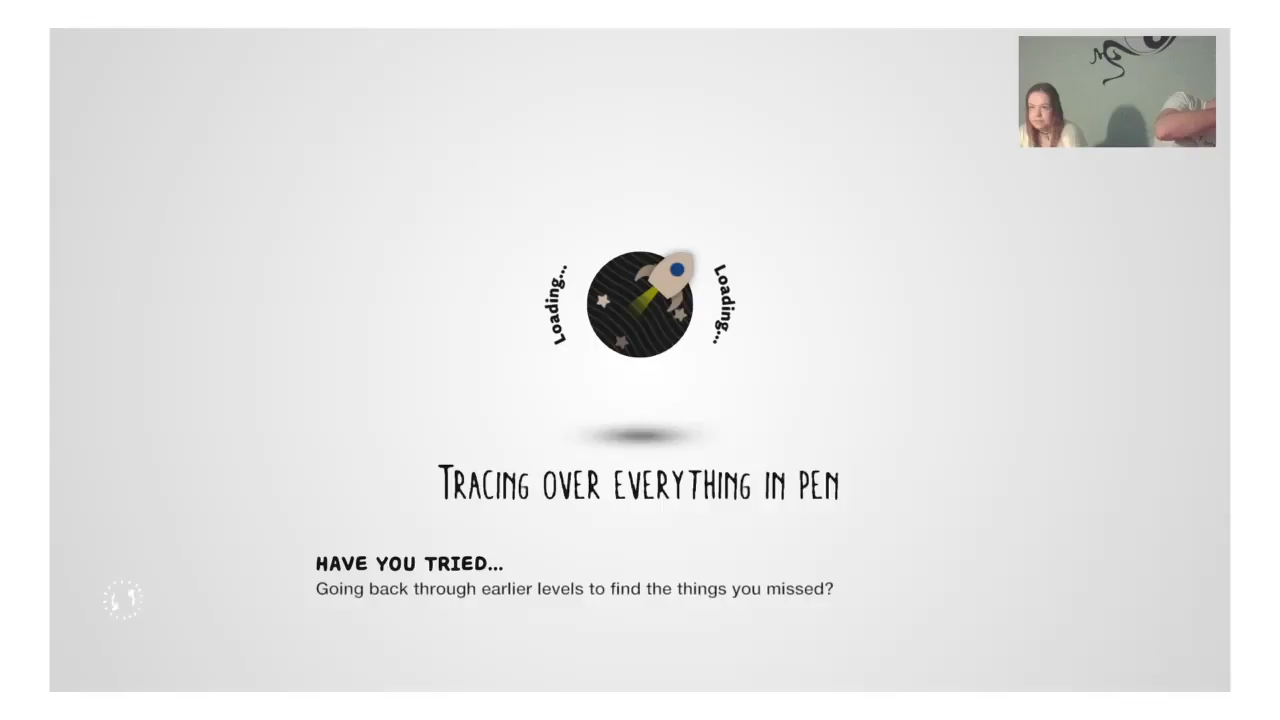 Loading...
Loading...
TRACING OVER EVERYTHING IN PEN
HAVE YOU TRIED...
Going back through earlier levels to find the things you missed?